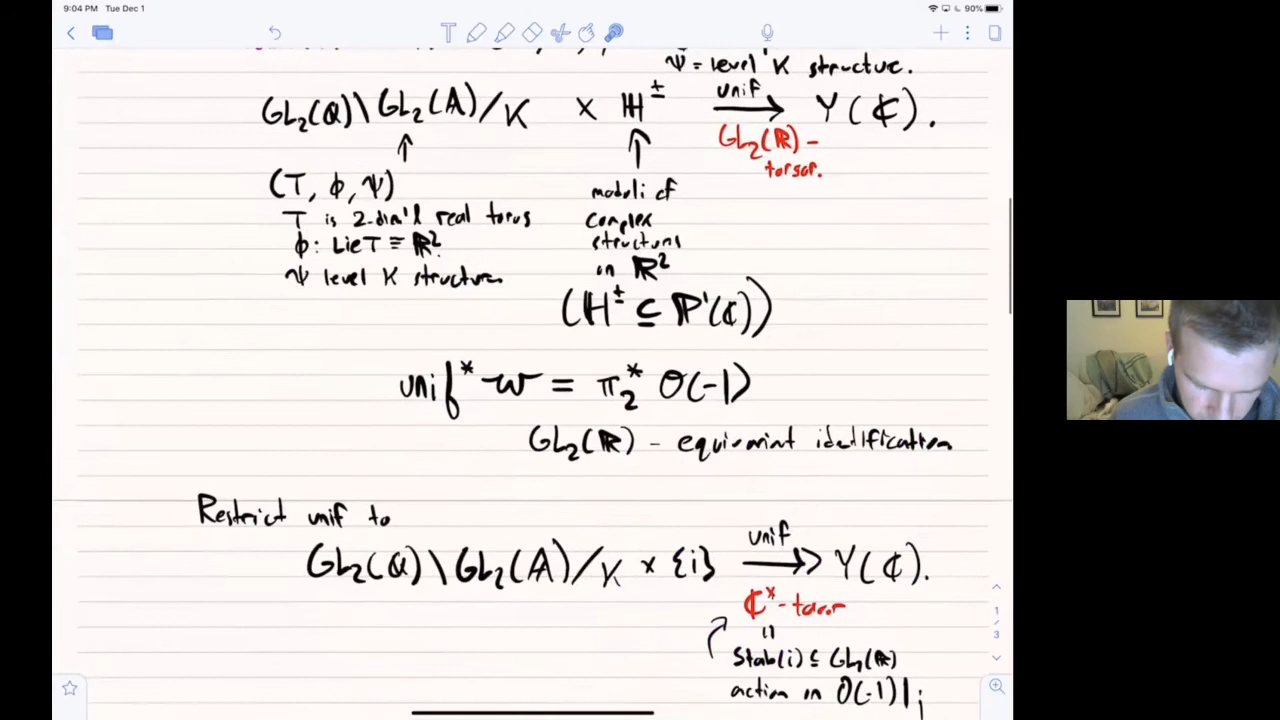 9:04 PM Tue Dec 1
90%
ψ = level K structure.
GL₂(Q)\GL₂(A)/K × ℍ^± unif → Y(ℂ).
GL₂(ℝ) -
torsor.
(T, ϕ, ψ)
T is 2-dim'l real torus
ϕ: Lie T ≅ ℝ²
ψ level K structure
moduli of
complex
structures
on ℝ²
(ℍ^± ⊆ ℙ¹(ℂ))
unif* ω = π₂* O(-1)
GL₂(ℝ) - equivariant identification
Restrict unif to
GL₂(Q)\GL₂(A)/K × {i} unif ↠ Y(ℂ).
ℂ^× - torsor
Stab(i) ⊆ GL₂(ℝ)
action on O(-1)|ᵢ
1
/
3